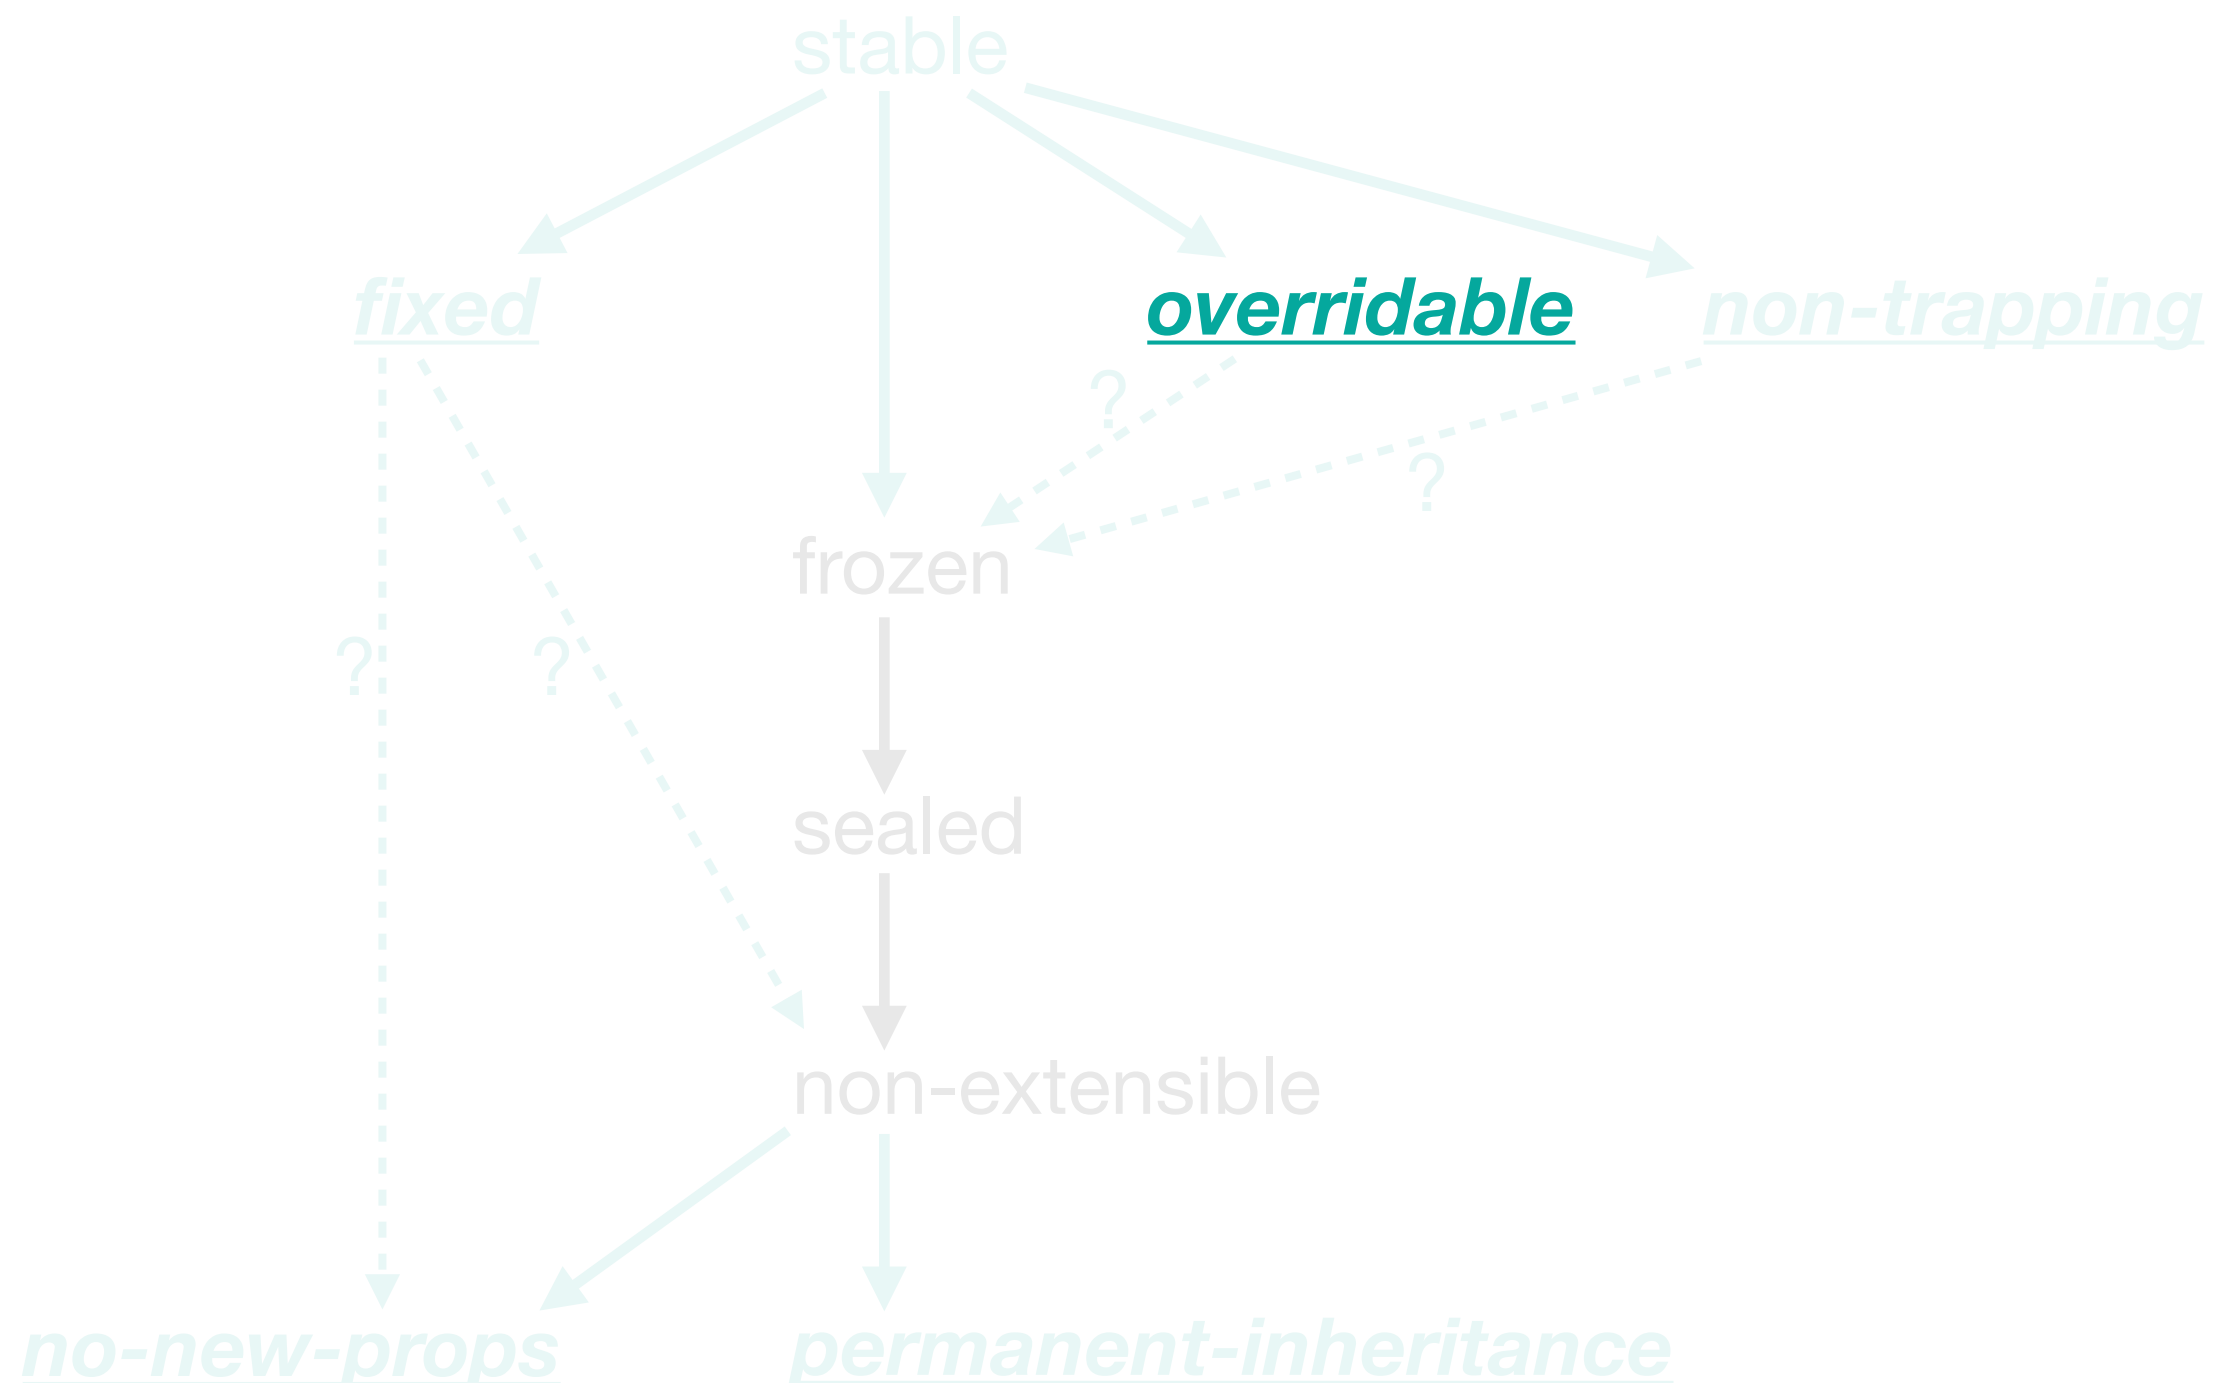 stable
fixed
overridable
non-trapping
?
?
frozen
?
?
sealed
non-extensible
no-new-props
permanent-inheritance